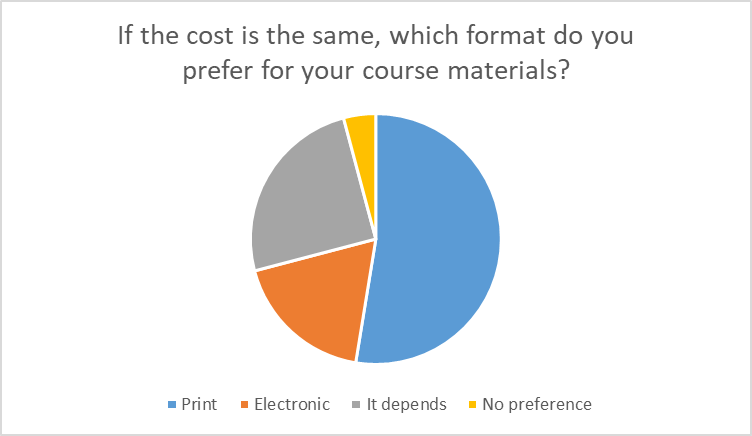 If the cost is the same, which format do you
prefer for your course materials?
Print Electronic It depends No preference